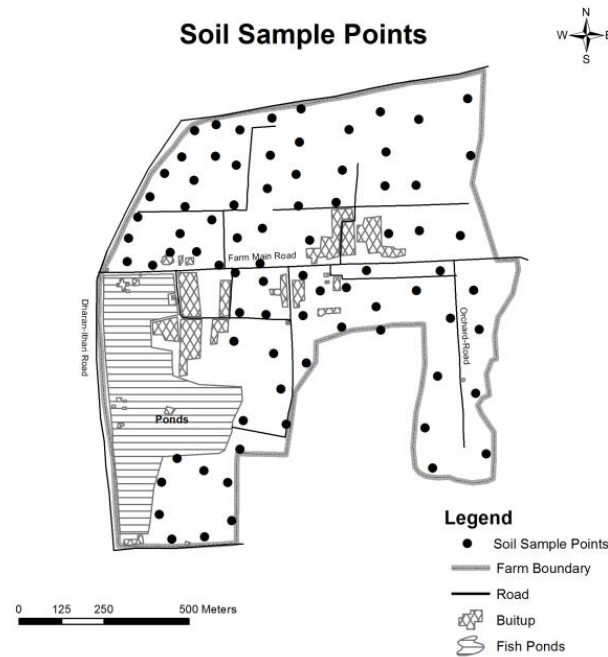 Soil Sample Points
N
W E
S
Farm Main Road
Dharan-Ithari Road
Orchard-Road
Ponds
Legend
Soil Sample Points
Farm Boundary
Road
Buitup
Fish Ponds
0 125 250 500 Meters